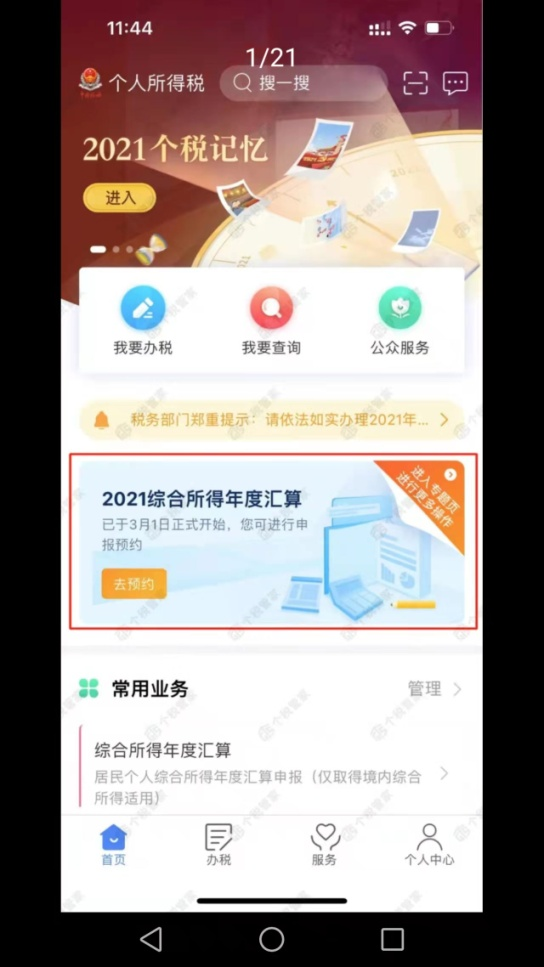 11:44
1/21
个人所得税
搜一搜
2021个税记忆
进入
我要办税
我要查询
公众服务
税务部门郑重提示：请依法如实办理2021年...
2021综合所得年度汇算
已于3月1日正式开始，您可进行申
报预约
去预约
进入专题页
进行更多操作
常用业务
管理
综合所得年度汇算
居民个人综合所得年度汇算申报（仅取得境内综合
所得适用）
首页
办税
服务
个人中心
个税管家